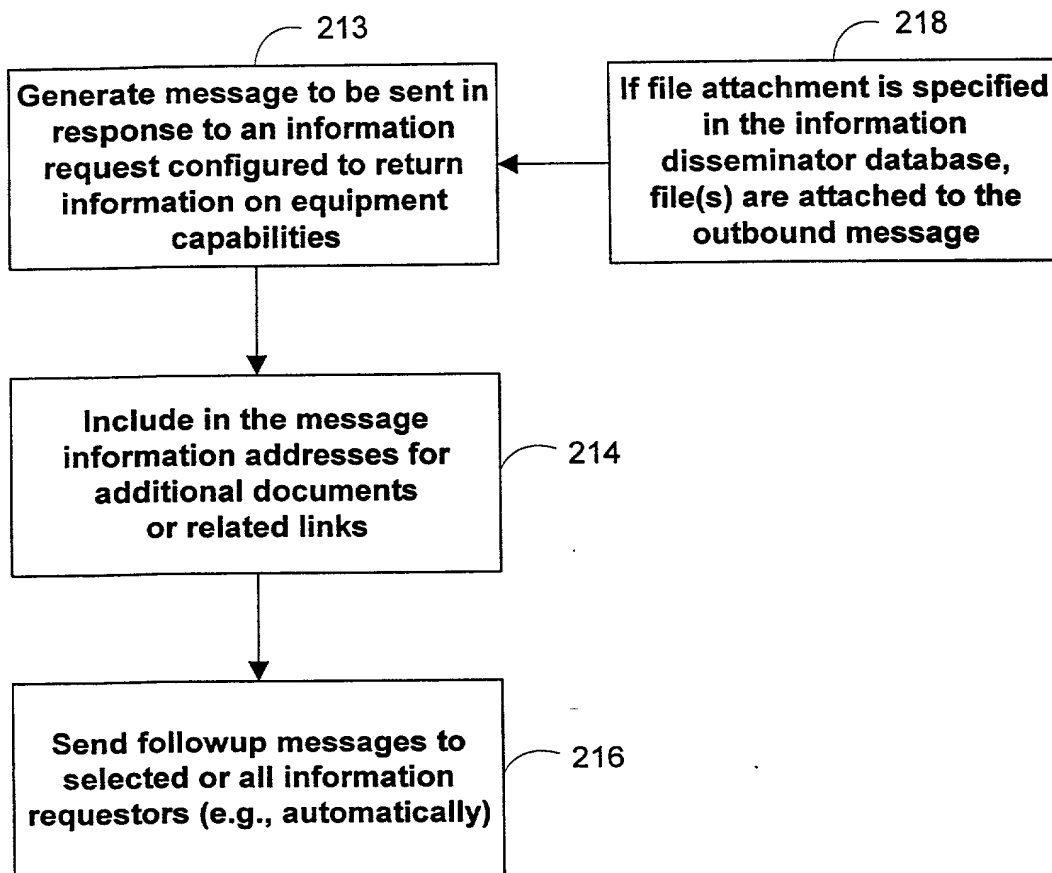 213
Generate message to be sent in
response to an information
request configured to return
information on equipment
capabilities
218
If file attachment is specified
in the information
disseminator database,
file(s) are attached to the
outbound message
Include in the message
information addresses for
additional documents
or related links
214
Send followup messages to
selected or all information
requestors (e.g., automatically)
216